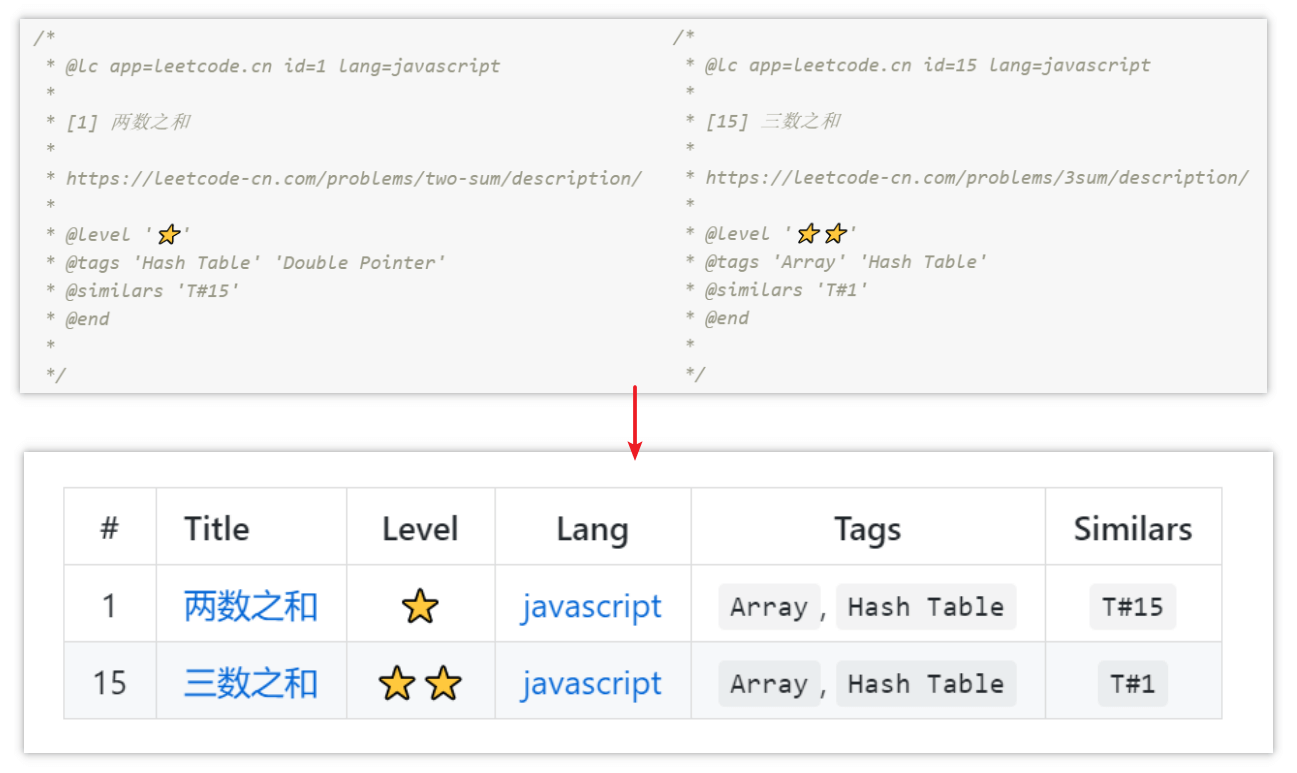 /*
* @lc app=leetcode.cn id=1 lang=javascript
*
* [1] 两数之和
*
* https://leetcode-cn.com/problems/two-sum/description/
*
* @level '⭐'
* @tags 'Hash Table' 'Double Pointer'
* @similars 'T#15'
* @end
*
*/
/*
* @lc app=leetcode.cn id=15 lang=javascript
*
* [15] 三数之和
*
* https://leetcode-cn.com/problems/3sum/description/
*
* @level '⭐⭐'
* @tags 'Array' 'Hash Table'
* @similars 'T#1'
* @end
*
*/
# Title Level Lang Tags Similars
1 两数之和 ⭐ javascript Array, Hash Table T#15
15 三数之和 ⭐⭐ javascript Array, Hash Table T#1